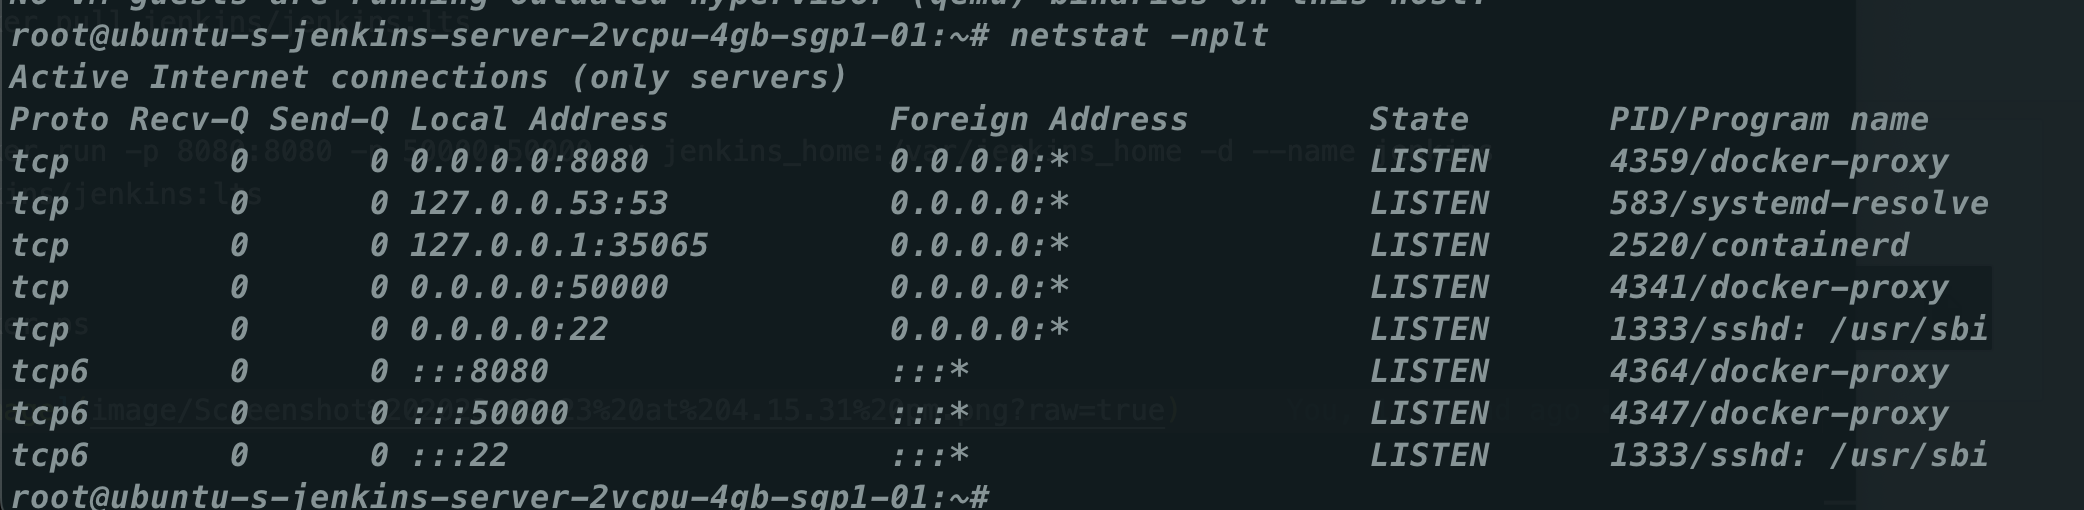 No VM guests are running outdated hypervisor (qemu) binaries on this host.
root@ubuntu-s-jenkins-server-2vcpu-4gb-sgp1-01:~# netstat -nplt
Active Internet connections (only servers)
Proto Recv-Q Send-Q Local Address           Foreign Address         State       PID/Program name
tcp        0      0 0.0.0.0:8080            0.0.0.0:*               LISTEN      4359/docker-proxy
tcp        0      0 127.0.0.53:53           0.0.0.0:*               LISTEN      583/systemd-resolve
tcp        0      0 127.0.0.1:35065         0.0.0.0:*               LISTEN      2520/containerd
tcp        0      0 0.0.0.0:50000           0.0.0.0:*               LISTEN      4341/docker-proxy
tcp        0      0 0.0.0.0:22              0.0.0.0:*               LISTEN      1333/sshd: /usr/sbi
tcp6       0      0 :::8080                 :::*                    LISTEN      4364/docker-proxy
tcp6       0      0 :::50000                :::*                    LISTEN      4347/docker-proxy
tcp6       0      0 :::22                   :::*                    LISTEN      1333/sshd: /usr/sbi
root@ubuntu-s-jenkins-server-2vcpu-4gb-sgp1-01:~#